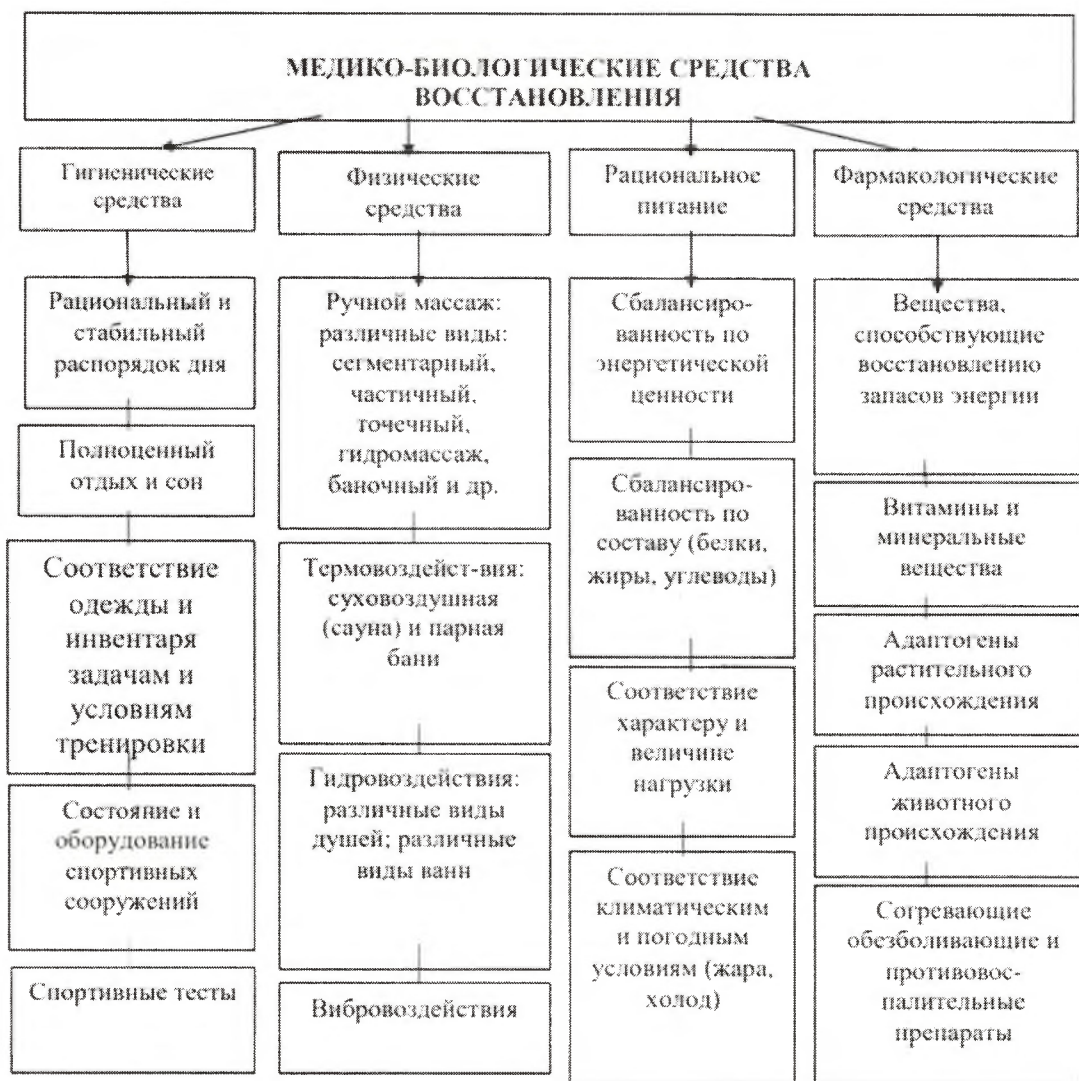 МЕДИКО-БИОЛОГИЧЕСКИЕ СРЕДСТВА
ВОССТАНОВЛЕНИЯ
Гигиенические
средства
Рациональный и
стабильный
распорядок дня
Полноценный
отдых и сон
Соответствие
одежды и
инвентаря
задачам и
условиям
тренировки
Состояние и
оборудование
спортивных
сооружений
Спортивные тесты
Физические
средства
Ручной массаж:
различные виды:
сегментарный,
частичный,
точечный,
гидромассаж,
баночный и др.
Термовоздейст-вия:
суховоздушная
(сауна) и парная
бани
Гидровоздействия:
различные виды
душей; различные
виды ванн
Вибровоздействия
Рациональное
питание
Сбалансиро-
ванность по
энергетической
ценности
Сбалансиро-
ванность по
составу (белки,
жиры, углеводы)
Соответствие
характеру и
величине
нагрузки
Соответствие
климатическим
и погодным
условиям (жара,
холод)
Фармакологические
средства
Вещества,
способствующие
восстановлению
запасов энергии
Витамины и
минеральные
вещества
Адаптогены
растительного
происхождения
Адаптогены
животного
происхождения
Согревающие
обезболивающие и
противовос-
палительные
препараты